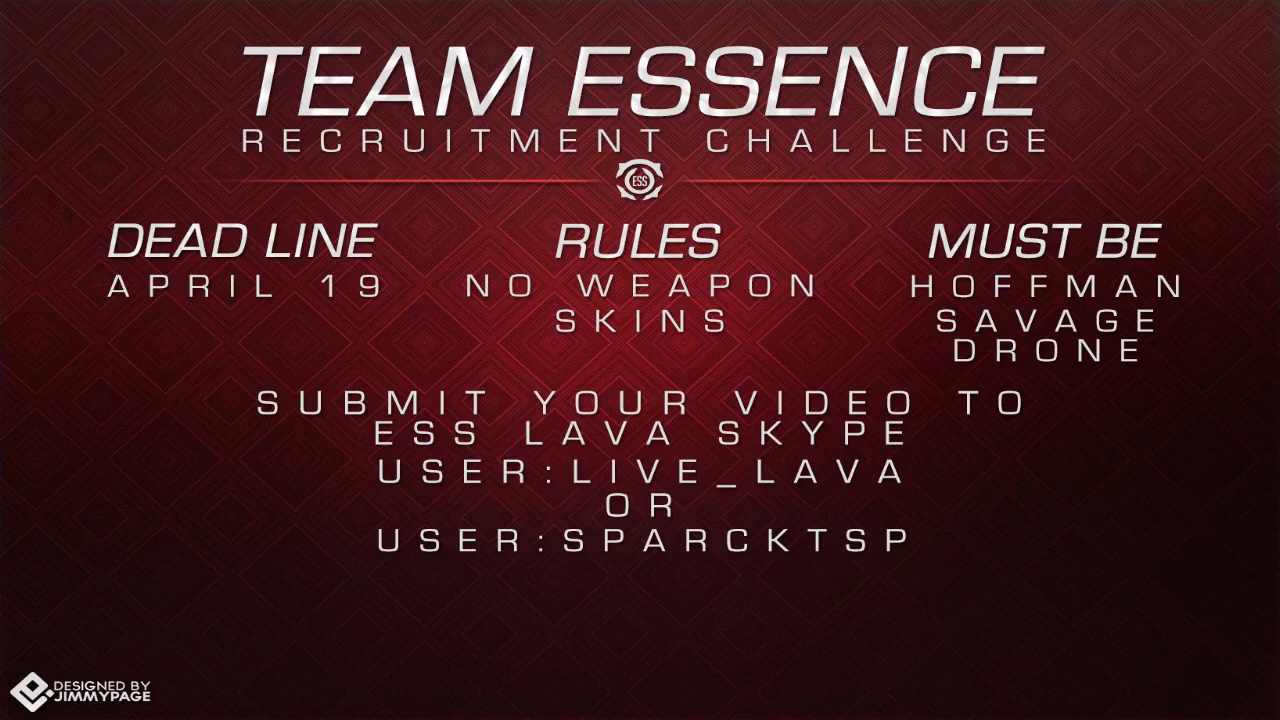 TEAM ESSENCE
RECRUITMENT CHALLENGE
ESS
DEAD LINE
APRIL 19
RULES
NO WEAPON
SKINS
MUST BE
HOFFMAN
SAVAGE
DRONE
SUBMIT YOUR VIDEO TO
ESS LAVA SKYPE
USER:LIVE_LAVA
OR
USER:SPARCKTSP
DESIGNED BY
JIMMYPAGE